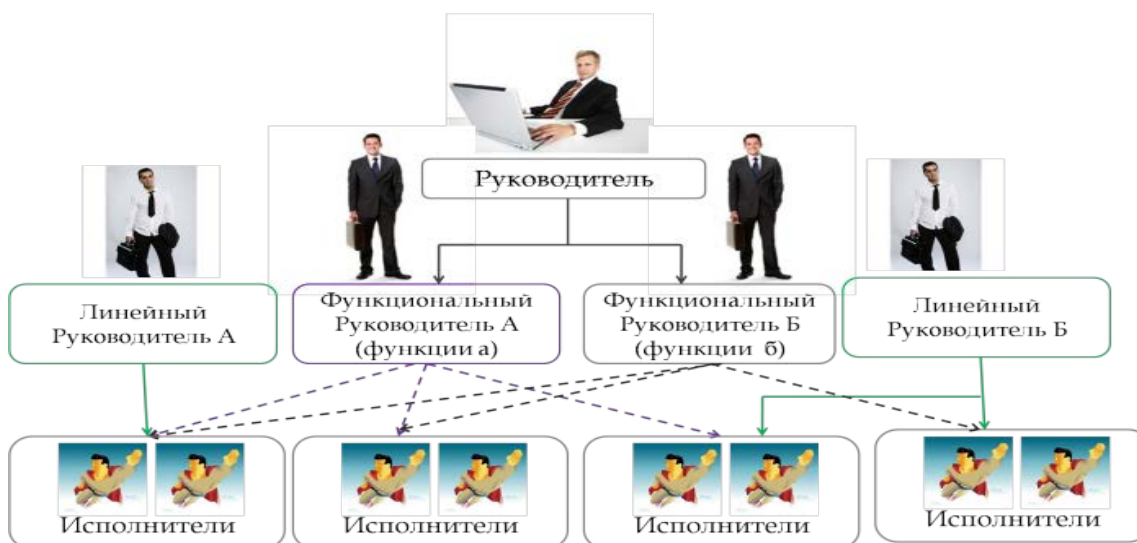 Руководитель
Линейный
Руководитель А
Функциональный
Руководитель А
(функции а)
Функциональный
Руководитель Б
(функции б)
Линейный
Руководитель Б
Исполнители
Исполнители
Исполнители
Исполнители